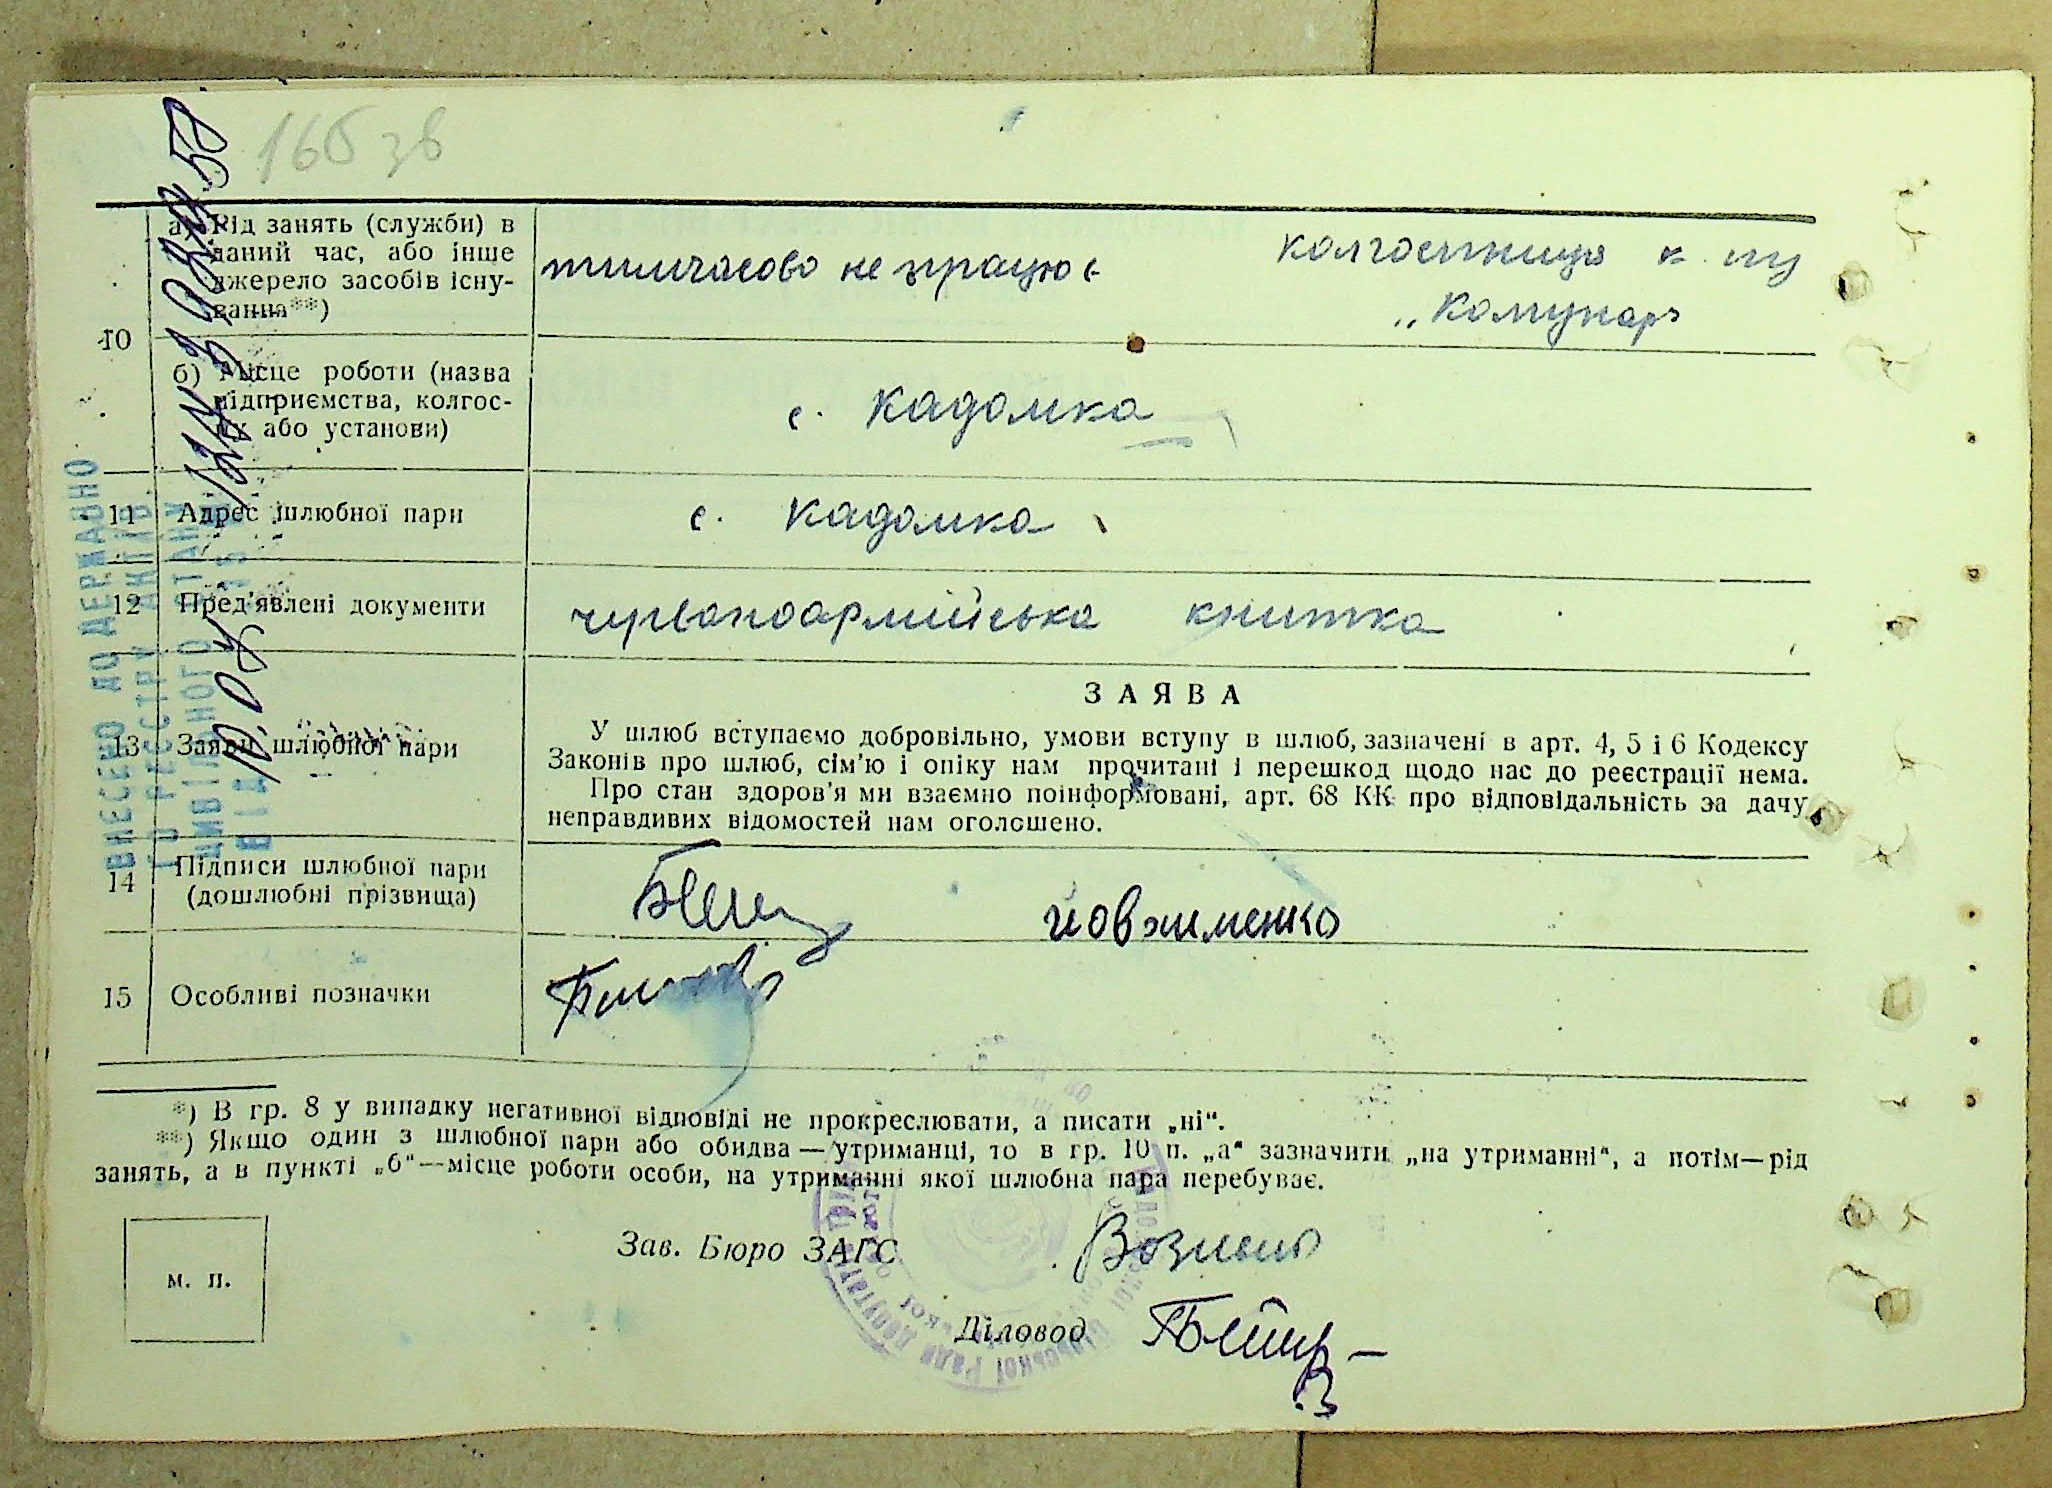 166 зв
10
а) Рід занять (служби) в
даний час, або інше
джерело засобів існу-
вання**)
тимчасово не працює
колгоспниця к-пу
„Комунар"
б) Місце роботи (назва
підприємства, колгос-
пу або установи)
с. Кадомка
11 Адрес шлюбної пари
с. Кадомка
12 Пред'явлені документи
червоноармійська книжка
13 Заяви шлюбної пари
ЗАЯВА
У шлюб вступаємо добровільно, умови вступу в шлюб, зазначені в арт. 4, 5 і 6 Кодексу
Законів про шлюб, сім'ю і опіку нам прочитані і перешкод щодо нас до реєстрації нема.
Про стан здоров'я ми взаємно поінформовані, арт. 68 КК про відповідальність за дачу
неправдивих відомостей нам оголошено.
14 Підписи шлюбної пари
(дошлюбні прізвища)
15 Особливі позначки
*) В гр. 8 у випадку негативної відповіді не прокреслювати, а писати „ні".
**) Якщо один з шлюбної пари або обидва — утриманці, то в гр. 10 п. „а" зазначити „на утриманні", а потім—рід
занять, а в пункті „б"—місце роботи особи, на утриманні якої шлюбна пара перебуває.
м. п.
Зав. Бюро ЗАГС
Діловод
ВНЕСЕНО ДО ДЕРЖАВНО
ГО РЕЄСТРУ АКТІВ
ЦИВІЛЬНОГО СТАНУ
ВІД